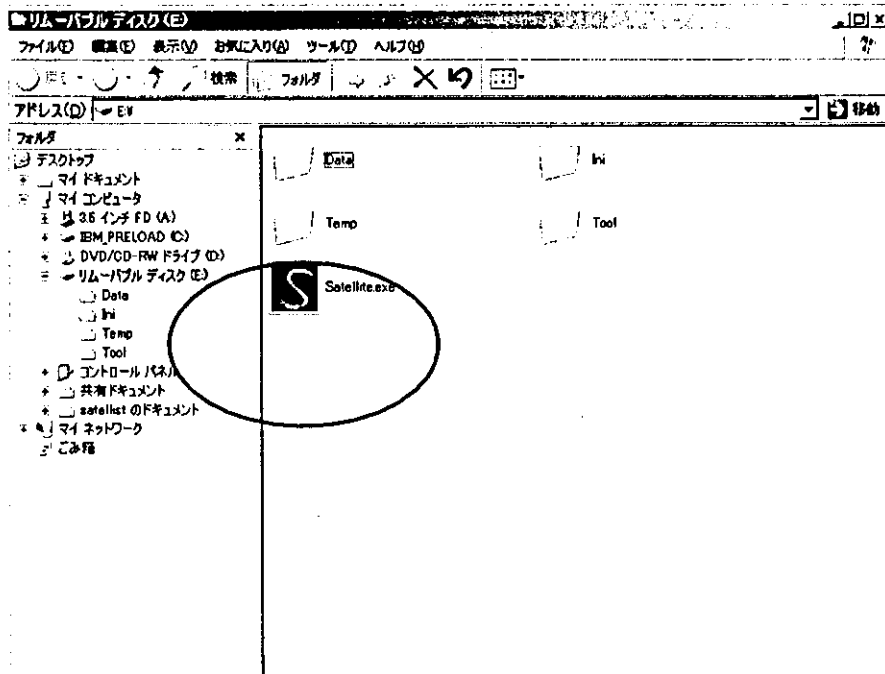 リムーバブル ディスク (E)
ファイル(E) 編集(E) 表示(V) お気に入り(A) ツール(T) ヘルプ(H)
戻る 検索 フォルダ
アドレス(D) E:¥ 移動
フォルダ ×
デスクトップ
マイ ドキュメント
マイ コンピュータ
3.5 インチ FD (A)
IBM_PRELOAD (C)
DVD/CD-RW ドライブ (D:)
リムーバブル ディスク (E:)
Data
Ini
Temp
Tool
コントロール パネル
共有ドキュメント
satellist のドキュメント
マイ ネットワーク
ごみ箱
Data
Ini
Temp
Tool
S
Satellite.exe